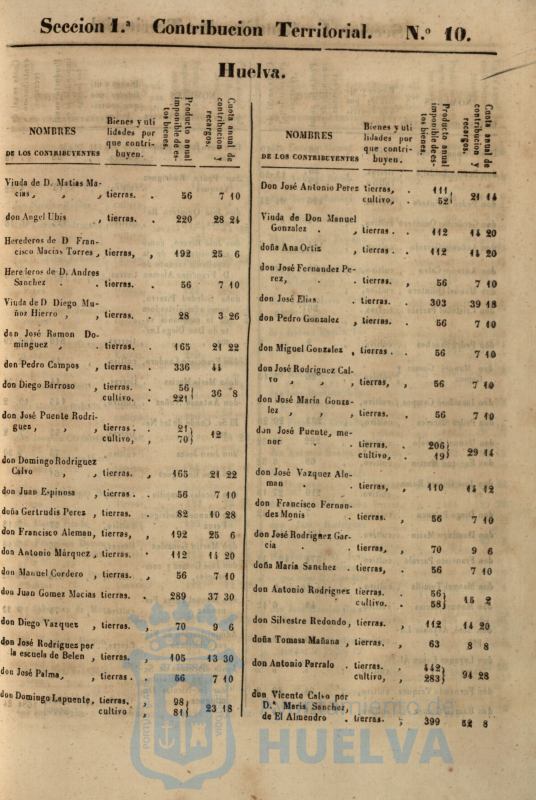 Seccion 1.ª Contribucion Territorial. N.º 10.
Huelva.
NOMBRES DE LOS CONTRIBUYENTES Bienes y utilidades por que contribuyen. Producto anual imponible de estos bienes. Cuota anual de contribucion y recargos.
Viuda de D. Matias Ma-
cias, , , tierras. . 56 7 10
don Angel Ubis , tierras. . 220 28 24
Herederos de D Fran-
cisco Macias Torres , tierras, , 192 25 6
Herederos de D. Andres
Sanchez . . tierras. . 56 7 10
Viuda de D Diego Mu-
ñoz Hierro , , tierras. . 28 3 26
don José Ramon Do-
minguez , . tierras. . 165 21 22
don Pedro Campos , tierras. . 336 44
don Diego Barroso , tierras. 56
cultivo. . 221 36 8
don José Puente Rodri-
guez, , , tierras . 21
cultivo, , 70 12
don Domingo Rodriguez
Calvo , , tierras. , 165 21 22
don Juan Espinosa , tierras . . 56 7 10
doña Gertrudis Perez , tierras. . 82 10 28
don Francisco Aleman, tierras, , 192 25 6
don Antonio Márquez , tierras. . 112 14 20
don Manuel Cordero , tierras. , 56 7 10
don Juan Gomez Macias tierras. . 289 37 30
don Diego Vazquez , tierras. , 70 9 6
don José Rodriguez por
la escuela de Belen , tierras. , 105 13 30
don José Palma, , tierras. . 56 7 10
don Domingo Lapuente, tierras. 98
cultivo , 81 23 18
NOMBRES DE LOS CONTRIBUYENTES Bienes y utilidades por que contribuyen. Producto anual imponible de estos bienes. Cuota anual de contribucion y recargos.
Don José Antonio Perez tierras, . 111
cultivo, . 52 21 14
Viuda de Don Manuel
Gonzalez . , tierras . 112 14 20
doña Ana Ortiz , tierras . . 112 14 20
don José Fernandez Pe-
rez, . . tierras. , 56 7 10
don José Elias. . tierras. . 303 39 18
don Pedro Gonzalez , tierras. . 56 7 10
don Miguel Gonzalez , tierras . . 56 7 10
don José Rodriguez Cal-
vo , , tierras, , 56 7 10
don José María Gonza-
lez , , tierras. . 56 7 10
don José Puente, me-
nor . . tierras. . 206
cultivo, . 19 29 14
don José Vazquez Ale-
man . . tierras, , 110 14 12
don Francisco Fernan-
dez Monis . tierras. , 56 7 10
don José Rodriguez Gar-
cia . . tierras, , 70 9 6
doña María Sanchez . tierras, , 56 7 10
don Antonio Rodriguez tierras. 56
cultivo. . 58 15 2
don Silvestre Redondo, tierras. , 112 14 20
doña Tomasa Mañana , tierras. , 63 8 8
don Antonio Parralo . tierras. . 442
cultivo, , 283 94 28
don Vicente Calvo por
D.ª Maria Sanchez,
de El Almendro . tierras. , 399 52 8
Ayuntamiento de
HUELVA